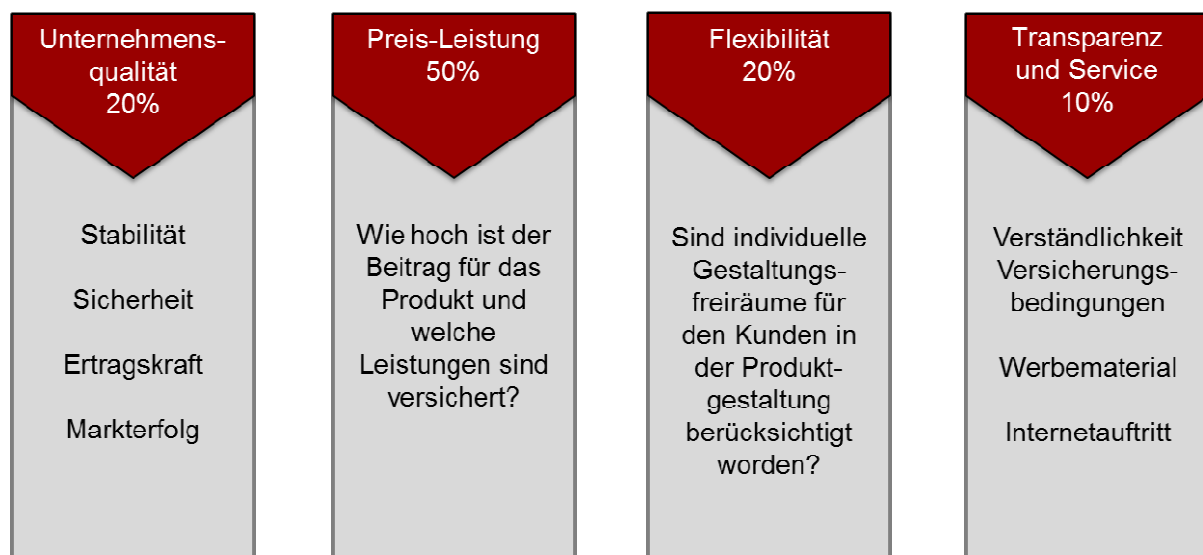 Unternehmens-
qualität
20%
Stabilität
Sicherheit
Ertragskraft
Markterfolg
Preis-Leistung
50%
Wie hoch ist der
Beitrag für das
Produkt und
welche
Leistungen sind
versichert?
Flexibilität
20%
Sind individuelle
Gestaltungs-
freiräume für
den Kunden in
der Produkt-
gestaltung
berücksichtigt
worden?
Transparenz
und Service
10%
Verständlichkeit
Versicherungs-
bedingungen
Werbematerial
Internetauftritt